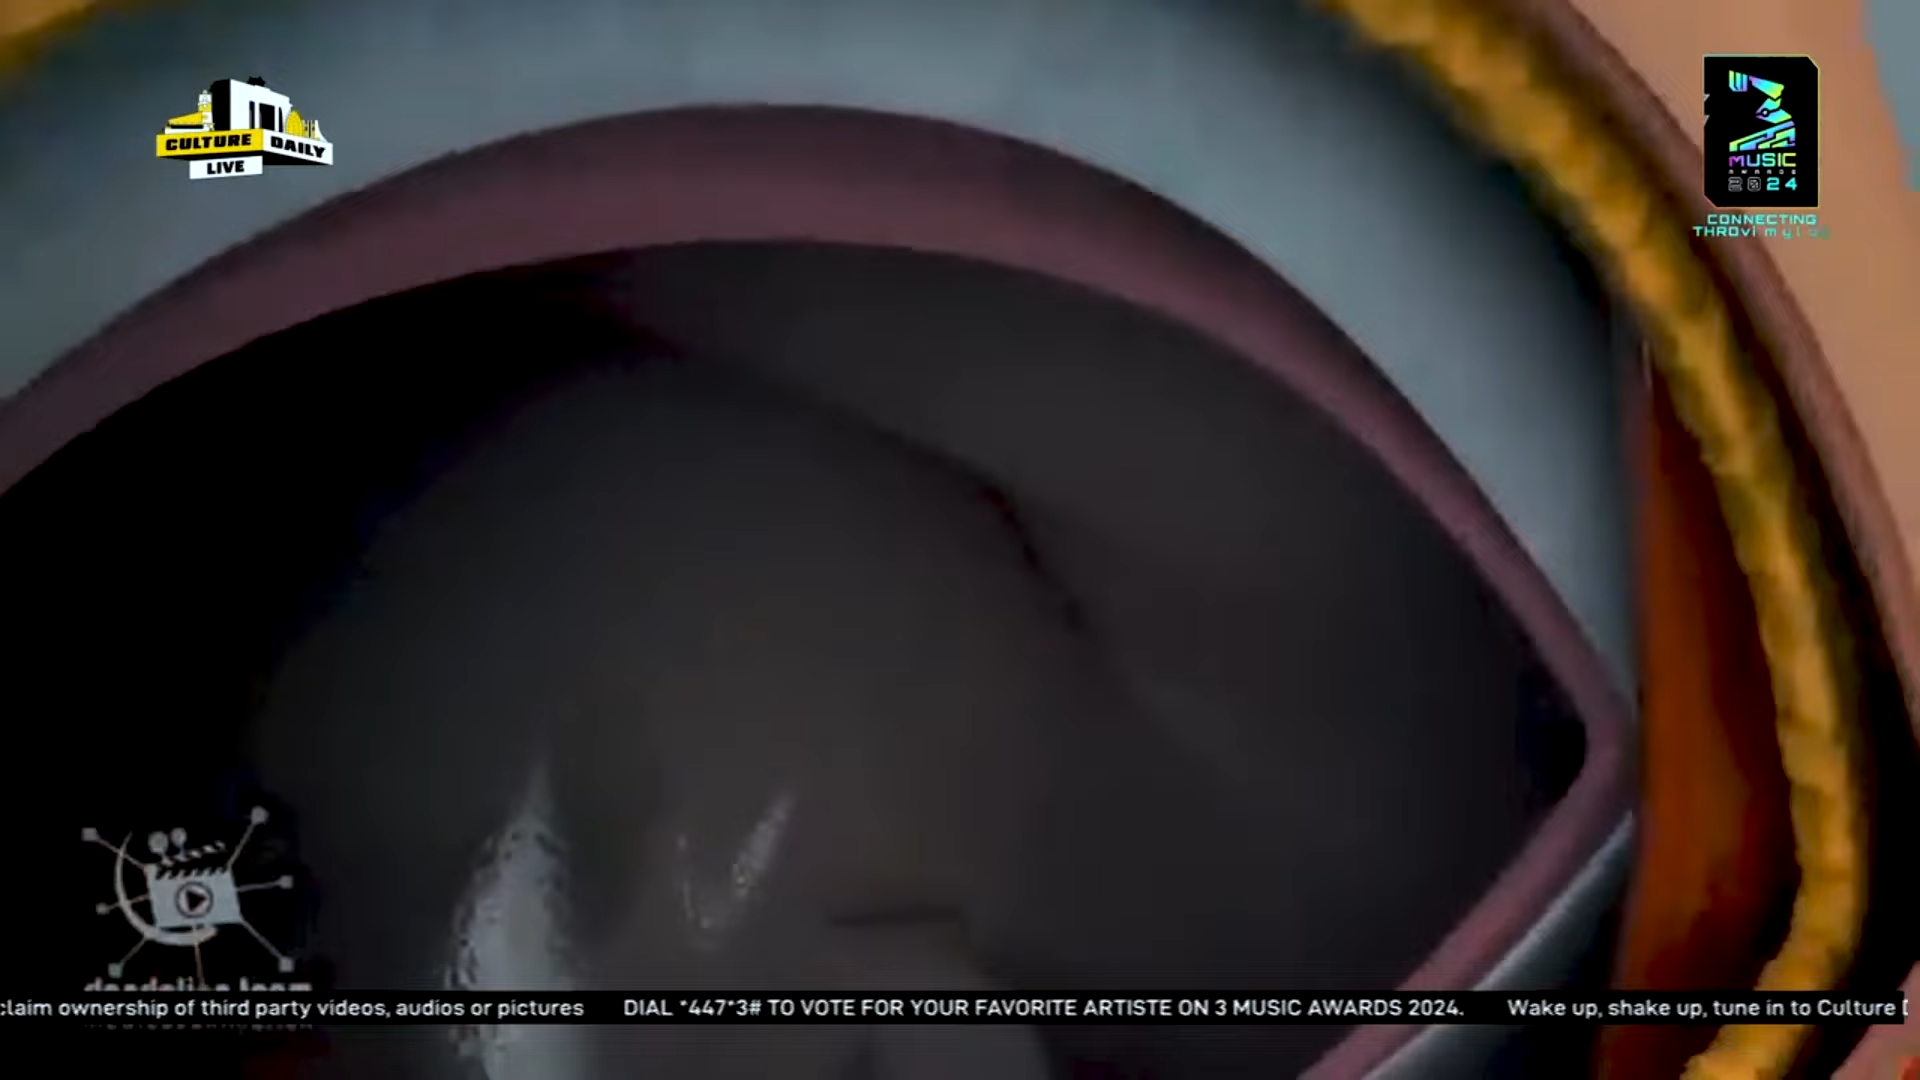 CULTURE DAILY
LIVE
MUSIC
AWARDS
2024
CONNECTING
claim ownership of third party videos, audios or pictures DIAL *447*3# TO VOTE FOR YOUR FAVORITE ARTISTE ON 3 MUSIC AWARDS 2024. Wake up, shake up, tune in to Culture